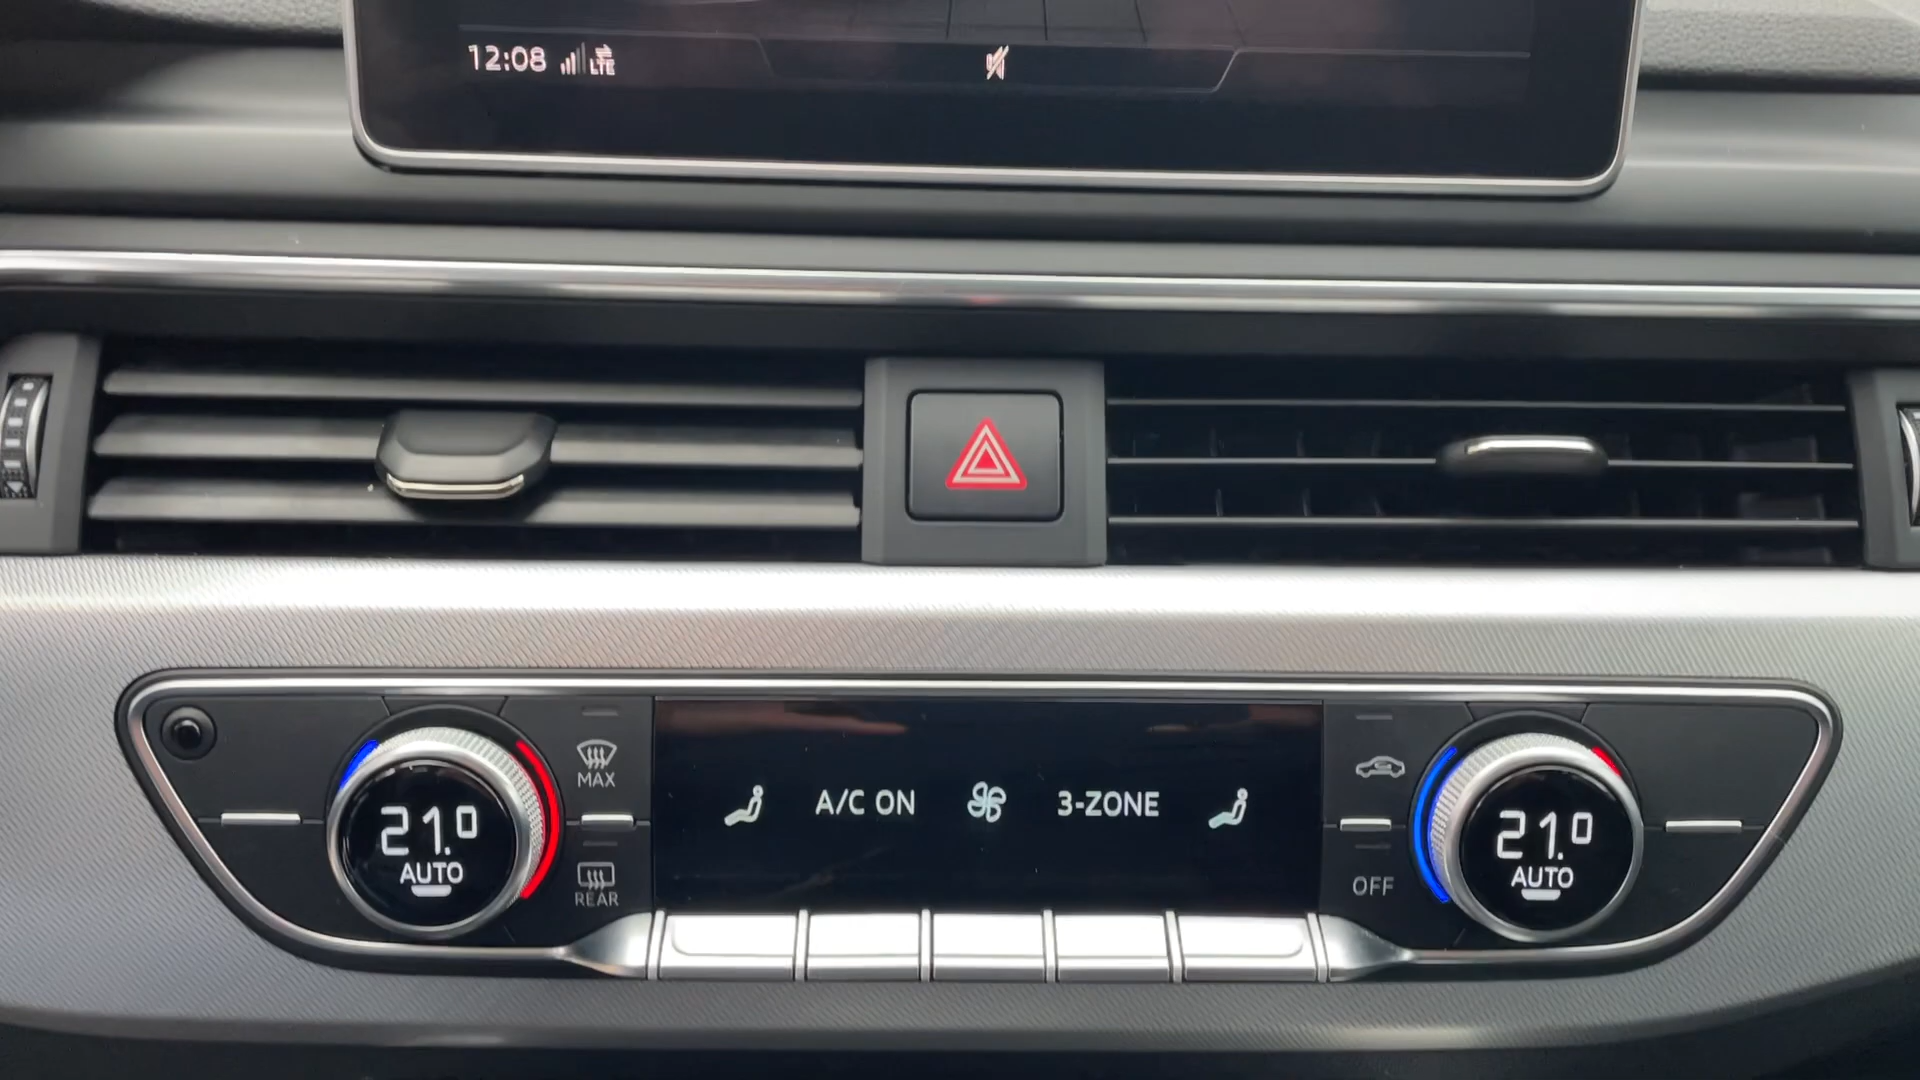 12:08 LTE
MAX
A/C ON 3-ZONE
21.0
AUTO
21.0
AUTO
REAR
OFF